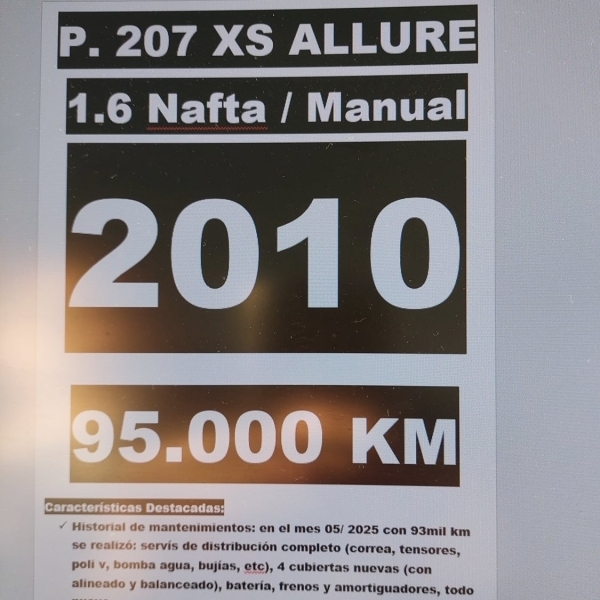 P. 207 XS ALLURE
1.6 Nafta / Manual
2010
95.000 KM
Características Destacadas:
✓ Historial de mantenimientos: en el mes 05/ 2025 con 93mil km
se realizó: servís de distribución completo (correa, tensores,
poli v, bomba agua, bujías, etc), 4 cubiertas nuevas (con
alineado y balanceado), batería, frenos y amortiguadores, todo